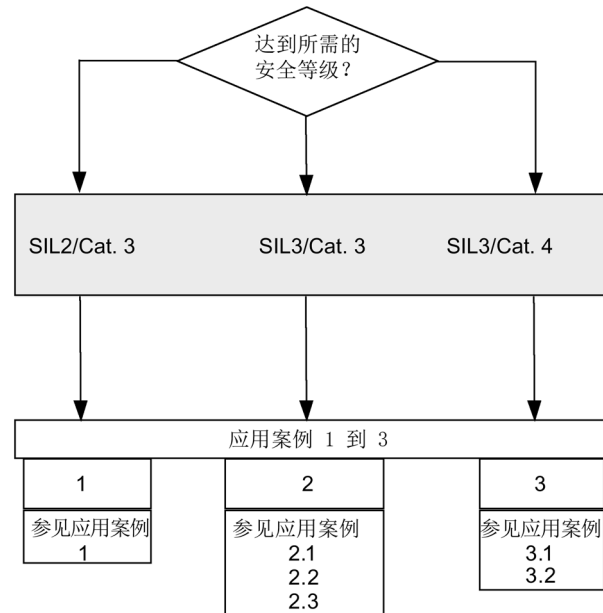 达到所需的
安全等级？
SIL2/Cat. 3
SIL3/Cat. 3
SIL3/Cat. 4
应用案例 1 到 3
1
2
3
参见应用案例
1
参见应用案例
2.1
2.2
2.3
参见应用案例
3.1
3.2